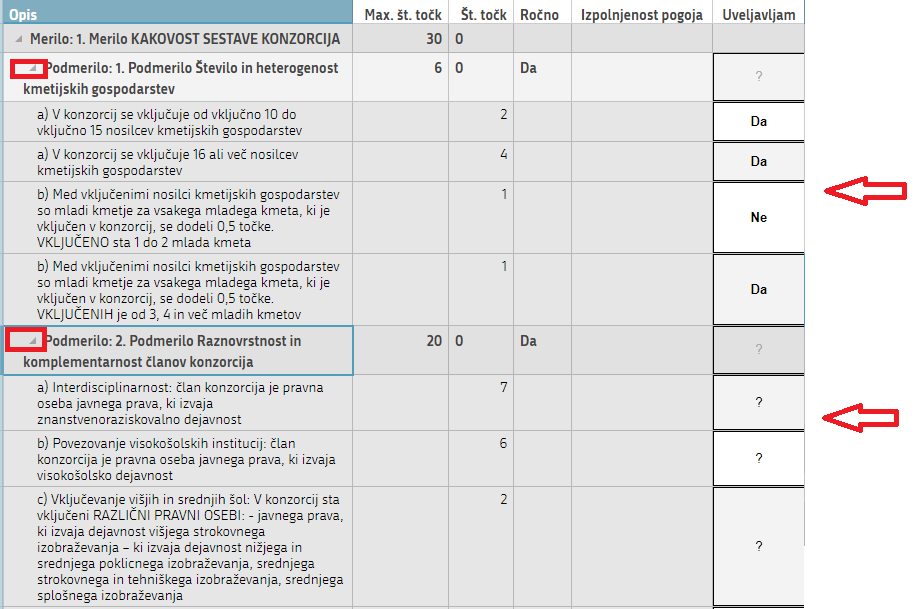 Opis Max. št. točk Št. točk Ročno Izpolnjenost pogoja Uveljavljam
Merilo: 1. Merilo KAKOVOST SESTAVE KONZORCIJA 30 0
Podmerilo: 1. Podmerilo Število in heterogenost 6 0 Da ?
kmetijskih gospodarstev
a) V konzorcij se vključuje od vključno 10 do 2 Da
vključno 15 nosilcev kmetijskih gospodarstev
a) V konzorcij se vključuje 16 ali več nosilcev 4 Da
kmetijskih gospodarstev
b) Med vključenimi nosilci kmetijskih gospodarstev 1 Ne
so mladi kmetje za vsakega mladega kmeta, ki je
vključen v konzorcij, se dodeli 0,5 točke.
VKLJUČENO sta 1 do 2 mlada kmeta
b) Med vključenimi nosilci kmetijskih gospodarstev 1 Da
so mladi kmetje za vsakega mladega kmeta, ki je
vključen v konzorcij, se dodeli 0,5 točke.
VKLJUČENIH je od 3, 4 in več mladih kmetov
Podmerilo: 2. Podmerilo Raznovrstnost in 20 0 Da ?
komplementarnost članov konzorcija
a) Interdisciplinarnost: član konzorcija je pravna 7 ?
oseba javnega prava, ki izvaja
znanstvenoraziskovalno dejavnost
b) Povezovanje visokošolskih institucij: član 6 ?
konzorcija je pravna oseba javnega prava, ki izvaja
visokošolsko dejavnost
c) Vključevanje višjih in srednjih šol: V konzorcij sta 2 ?
vključeni RAZLIČNI PRAVNI OSEBI: - javnega prava,
ki izvaja dejavnost višjega strokovnega
izobraževanja – ki izvaja dejavnost nižjega in
srednjega poklicnega izobraževanja, srednjega
strokovnega in tehniškega izobraževanja, srednjega
splošnega izobraževanja